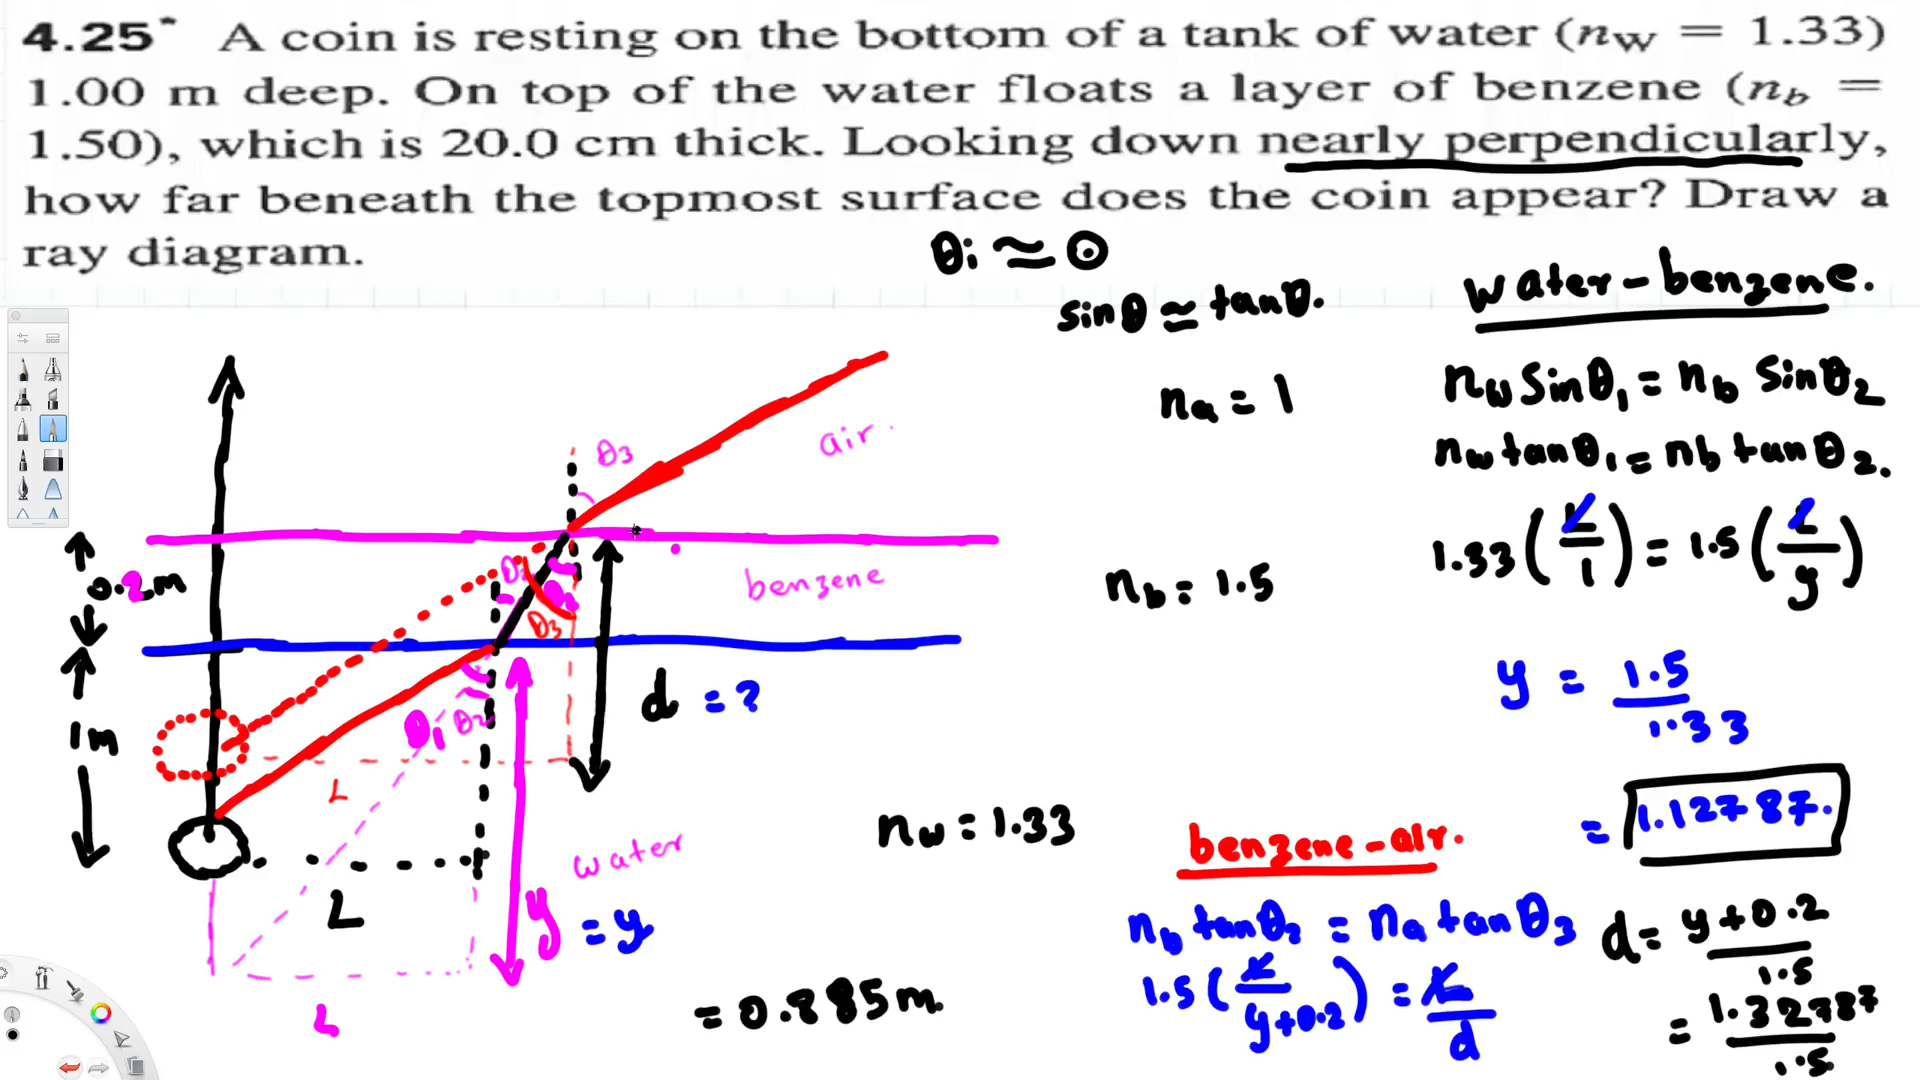 4.25* A coin is resting on the bottom of a tank of water (nw = 1.33)
1.00 m deep. On top of the water floats a layer of benzene (nb =
1.50), which is 20.0 cm thick. Looking down nearly perpendicularly,
how far beneath the topmost surface does the coin appear? Draw a
ray diagram.
θi ≃ 0
sinθ ≃ tanθ.
na = 1
nb = 1.5
nw = 1.33
water-benzene.
nw sinθ1 = nb sinθ2
nw tanθ1 = nb tanθ2.
1.33 (L/1) = 1.5 (L/y)
y = 1.5/1.33
= 1.12787.
benzene-air.
nb tanθ2 = na tanθ3
1.5 (L/y+0.2) = L/d
d = y+0.2/1.5
= 1.32787/1.5
= 0.885m.
θ3
air.
0.2m
θ2
θ2
θ3
benzene
1m
θ1
θ2
d = ?
L
water
L
y = y
L